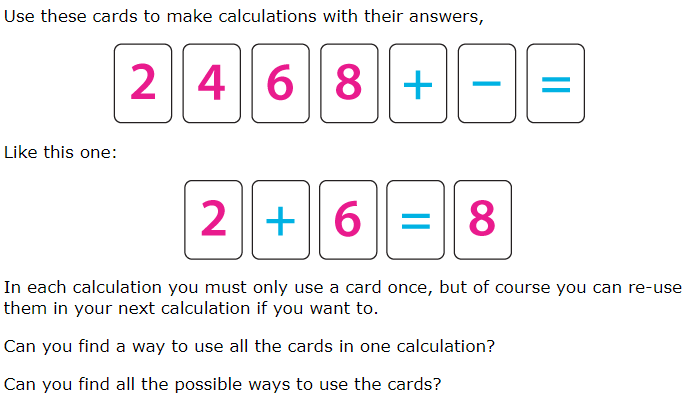 Use these cards to make calculations with their answers,
2 4 6 8 + − =
Like this one:
2 + 6 = 8
In each calculation you must only use a card once, but of course you can re-use
them in your next calculation if you want to.
Can you find a way to use all the cards in one calculation?
Can you find all the possible ways to use the cards?